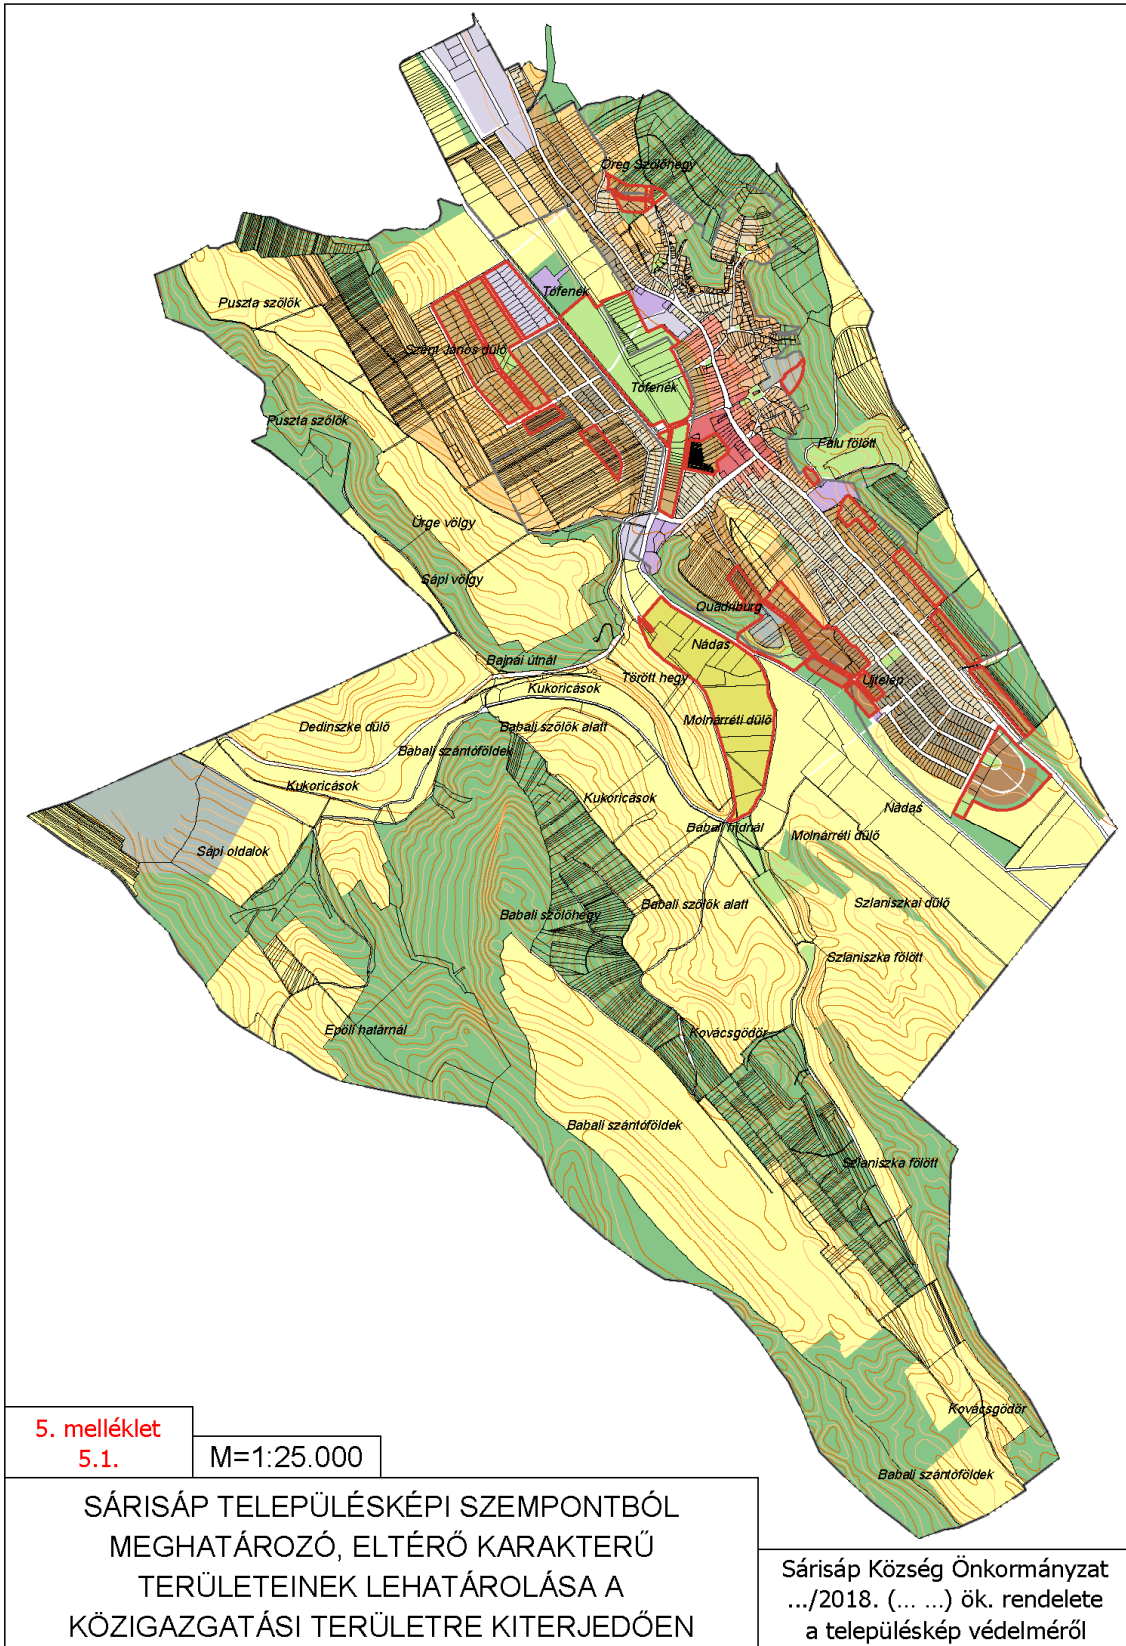 Öreg Szőlőhegy
Tófenék
Puszta szőlők
Szent János dűlő
Tófenék
Puszta szőlők
Falu fölött
Ürge völgy
Sápi völgy
Quadriburg
Nádas
Bajnai útnál
Törött hegy
Újtelep
Kukoricások
Molnárréti dűlő
Dedinszke dűlő
Babali szőlők alatt
Babali szántóföldek
Kukoricások
Kukoricások
Nádas
Babali hídnál
Molnárréti dűlő
Sápi oldalok
Babali szőlők alatt
Szlaniszkai dűlő
Babali szőlőhegy
Szlaniszka fölött
Epöli határnál
Kovácsgödör
Babali szántóföldek
Szlaniszka fölött
Kovácsgödör
Babali szántóföldek
5. melléklet
5.1.
M=1:25.000
SÁRISÁP TELEPÜLÉSKÉPI SZEMPONTBÓL
MEGHATÁROZÓ, ELTÉRŐ KARAKTERŰ
TERÜLETEINEK LEHATÁROLÁSA A
KÖZIGAZGATÁSI TERÜLETRE KITERJEDŐEN
Sárisáp Község Önkormányzat
.../2018. (... ...) ök. rendelete
a településkép védelméről